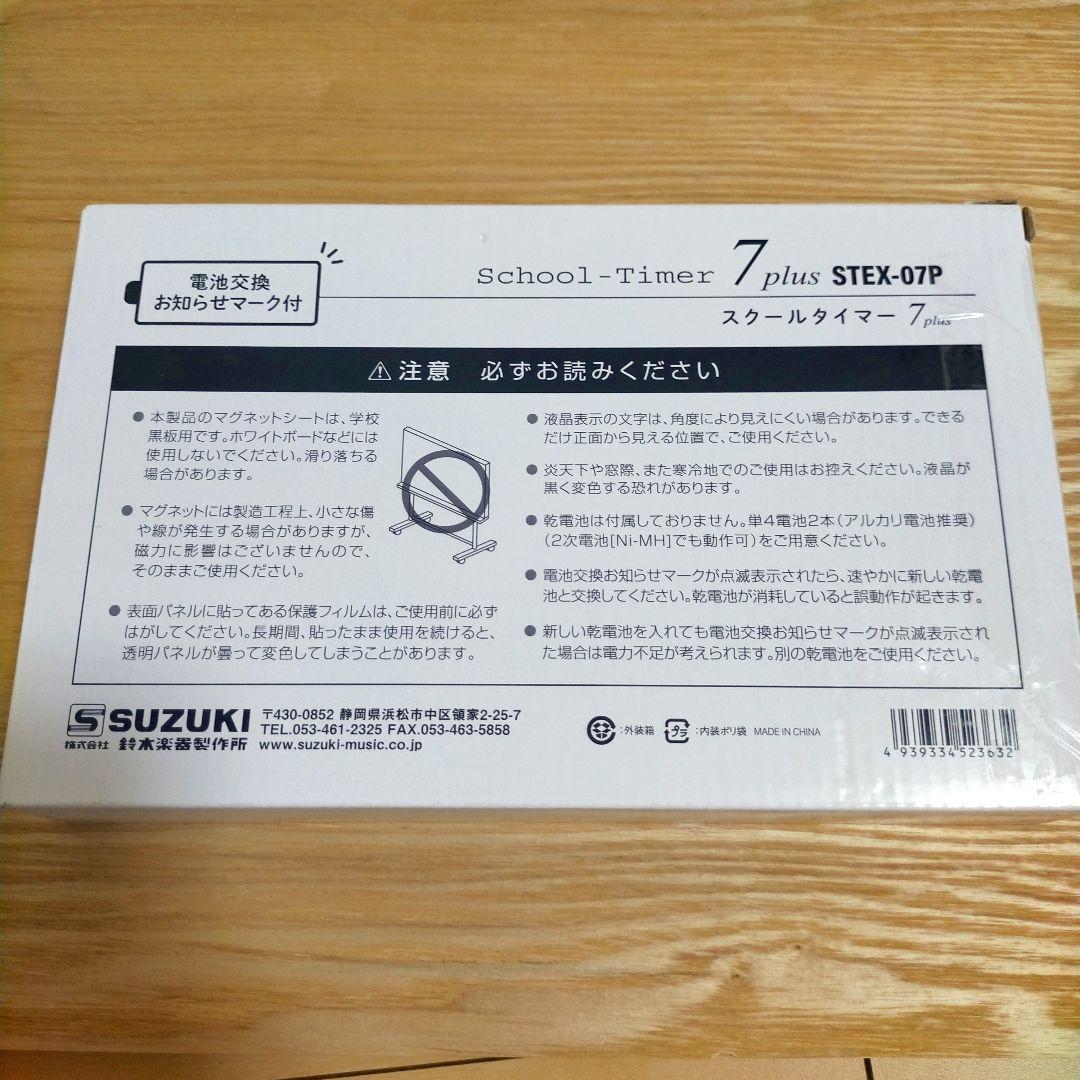 電池交換
お知らせマーク付
School-Timer 7 plus STEX-07P
スクールタイマー 7 plus
⚠注意 必ずお読みください
●本製品のマグネットシートは、学校
黒板用です。ホワイトボードなどには
使用しないでください。滑り落ちる
場合があります。
●マグネットには製造工程上、小さな傷
や線が発生する場合がありますが、
磁力に影響はございませんので、
そのままご使用ください。
●表面パネルに貼ってある保護フィルムは、ご使用前に必ず
はがしてください。長期間、貼ったまま使用を続けると、
透明パネルが曇って変色してしまうことがあります。
●液晶表示の文字は、角度により見えにくい場合があります。できる
だけ正面から見える位置で、ご使用ください。
●炎天下や窓際、また寒冷地でのご使用はお控えください。液晶が
黒く変色する恐れがあります。
●乾電池は付属しておりません。単4電池2本(アルカリ電池推奨)
(2次電池[Ni-MH]でも動作可)をご用意ください。
●電池交換お知らせマークが点滅表示されたら、速やかに新しい乾電
池と交換してください。乾電池が消耗していると誤動作が起きます。
●新しい乾電池を入れても電池交換お知らせマークが点滅表示され
た場合は電力不足が考えられます。別の乾電池をご使用ください。
SUZUKI
株式会社 鈴木楽器製作所
〒430-0852 静岡県浜松市中区領家2-25-7
TEL.053-461-2325 FAX.053-463-5858
www.suzuki-music.co.jp
:外装箱 プラ :内装ポリ袋 MADE IN CHINA
4 939334 523632